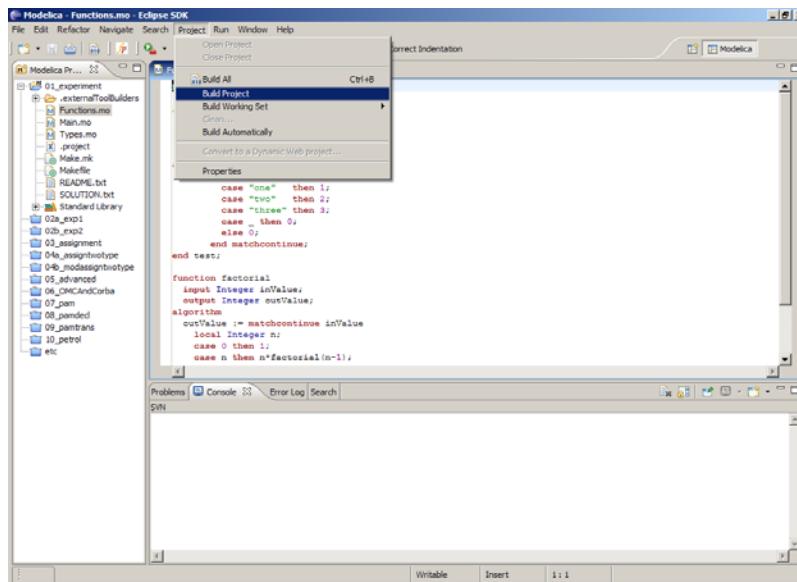 Modelica - Functions.mo - Eclipse SDK
File Edit Refactor Navigate Search Project Run Window Help
Correct Indentation
Modelica
Modelica Pr...
Open Project
Close Project
Build All Ctrl+B
Build Project
Build Working Set
Clean...
Build Automatically
Convert to a Dynamic Web project...
Properties
01_experiment
.externalToolBuilders
Functions.mo
Main.mo
Types.mo
.project
Make.mk
Makefile
README.txt
SOLUTION.txt
Standard Library
02a_exp1
02b_exp2
03_assignment
04a_assigntwotype
04b_modassigntwotype
05_advanced
06_OMCAndCorba
07_pam
08_pamdecl
09_pamtrans
10_petrol
etc
case "one" then 1;
case "two" then 2;
case "three" then 3;
case _ then 0;
else 0;
end matchcontinue;
end test;
function factorial
input Integer inValue;
output Integer outValue;
algorithm
outValue := matchcontinue inValue
local Integer n;
case 0 then 1;
case n then n*factorial(n-1);
Problems Console Error Log Search
SVN
Writable Insert 1:1